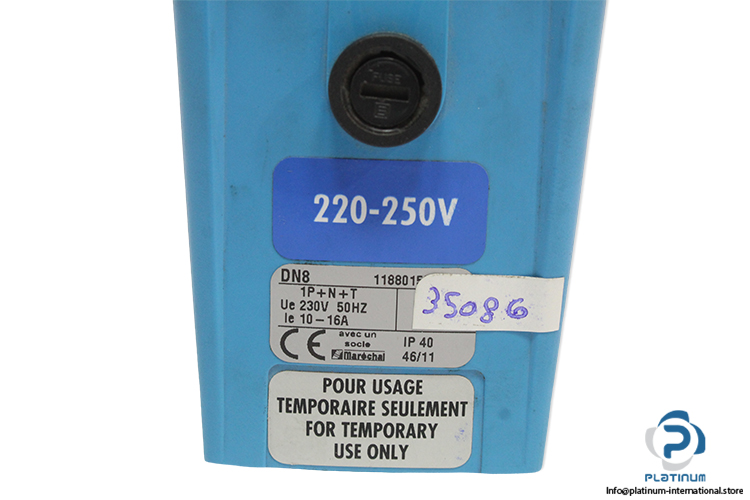 FUSE
220-250V
DN8
1P+N+T
Ue 230V 50HZ
Ie 10-16A
35086
CE
avec un
socle
Maréchal
IP 40
46/11
POUR USAGE
TEMPORAIRE SEULEMENT
FOR TEMPORARY
USE ONLY
PLATINUM
Info@platinum-international.store